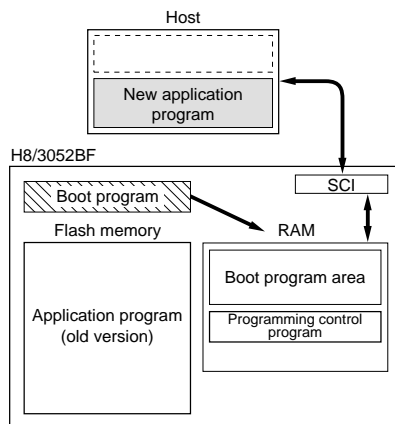 Host
New application
program
H8/3052BF
SCI
Boot program
Flash memory
RAM
Boot program area
Application program
(old version)
Programming control
program